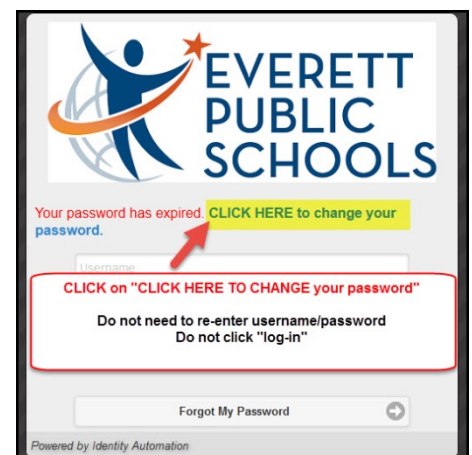 EVERETT
PUBLIC
SCHOOLS
Your password has expired. CLICK HERE to change your
password.
Username
CLICK on "CLICK HERE TO CHANGE your password"
Do not need to re-enter username/password
Do not click "log-in"
Forgot My Password
Powered by Identity Automation